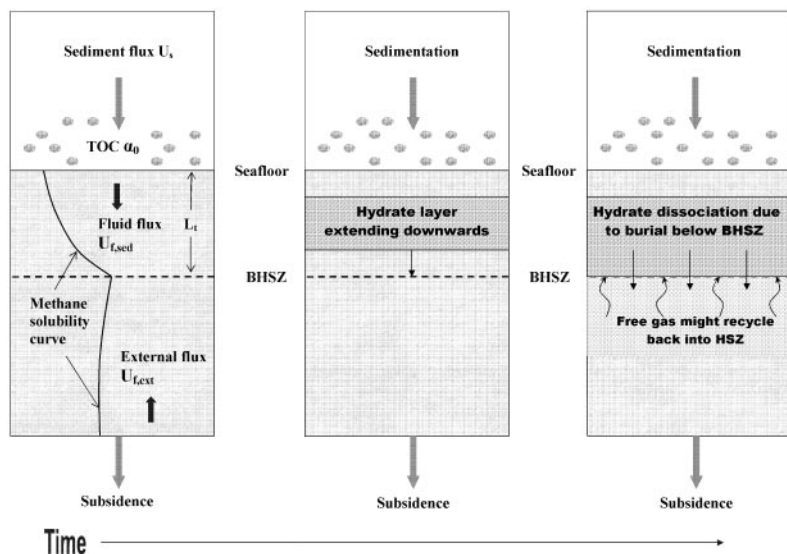 Sediment flux Uₛ
TOC α₀
Fluid flux
U_f,sed
Lₜ
Methane
solubility
curve
External flux
U_f,ext
Subsidence
Seafloor
BHSZ
Sedimentation
Hydrate layer
extending downwards
Subsidence
Seafloor
BHSZ
Sedimentation
Hydrate dissociation due
to burial below BHSZ
Free gas might recycle
back into HSZ
Subsidence
Time